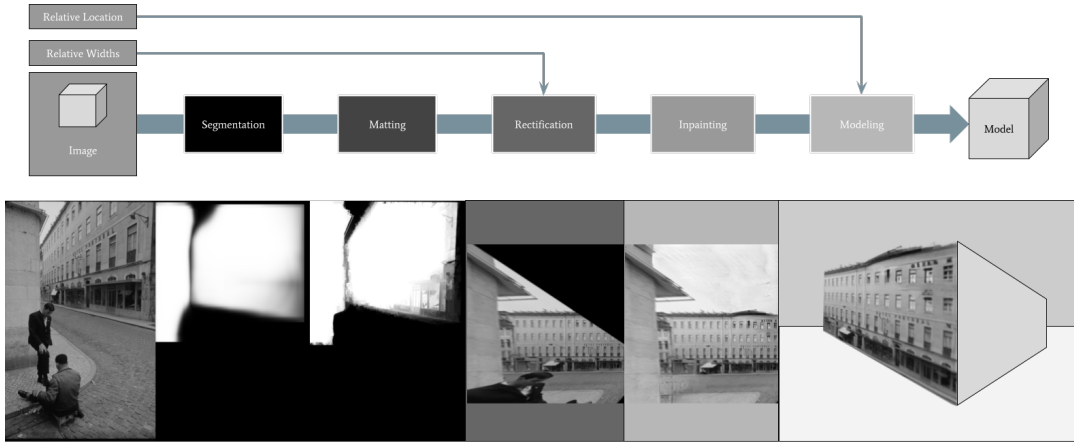 Relative Location
Relative Widths
Image
Segmentation
Matting
Rectification
Inpainting
Modeling
Model